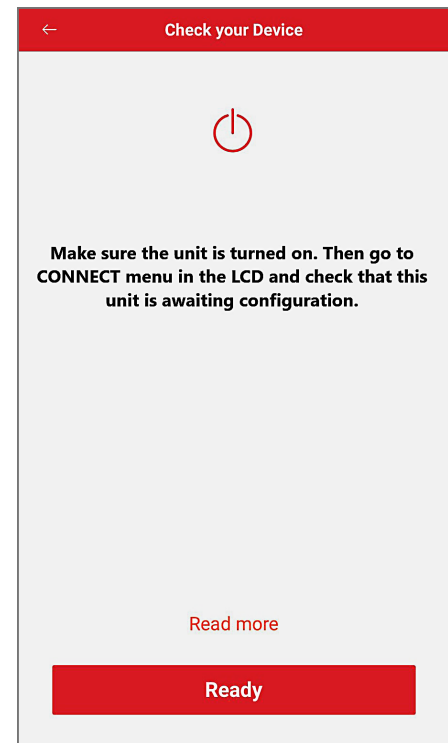 Check your Device
Make sure the unit is turned on. Then go to
CONNECT menu in the LCD and check that this
unit is awaiting configuration.
Read more
Ready